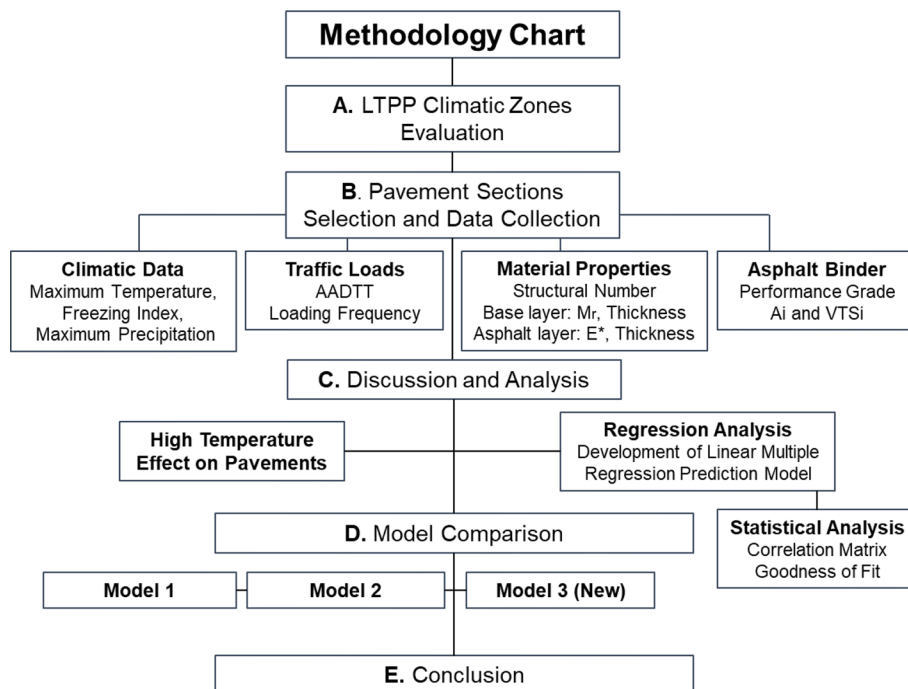 Methodology Chart
A. LTPP Climatic Zones
Evaluation
B. Pavement Sections
Selection and Data Collection
Climatic Data
Maximum Temperature,
Freezing Index,
Maximum Precipitation
Traffic Loads
AADTT
Loading Frequency
Material Properties
Structural Number
Base layer: Mr, Thickness
Asphalt layer: E*, Thickness
Asphalt Binder
Performance Grade
Ai and VTSi
C. Discussion and Analysis
High Temperature
Effect on Pavements
Regression Analysis
Development of Linear Multiple
Regression Prediction Model
Statistical Analysis
Correlation Matrix
Goodness of Fit
D. Model Comparison
Model 1
Model 2
Model 3 (New)
E. Conclusion